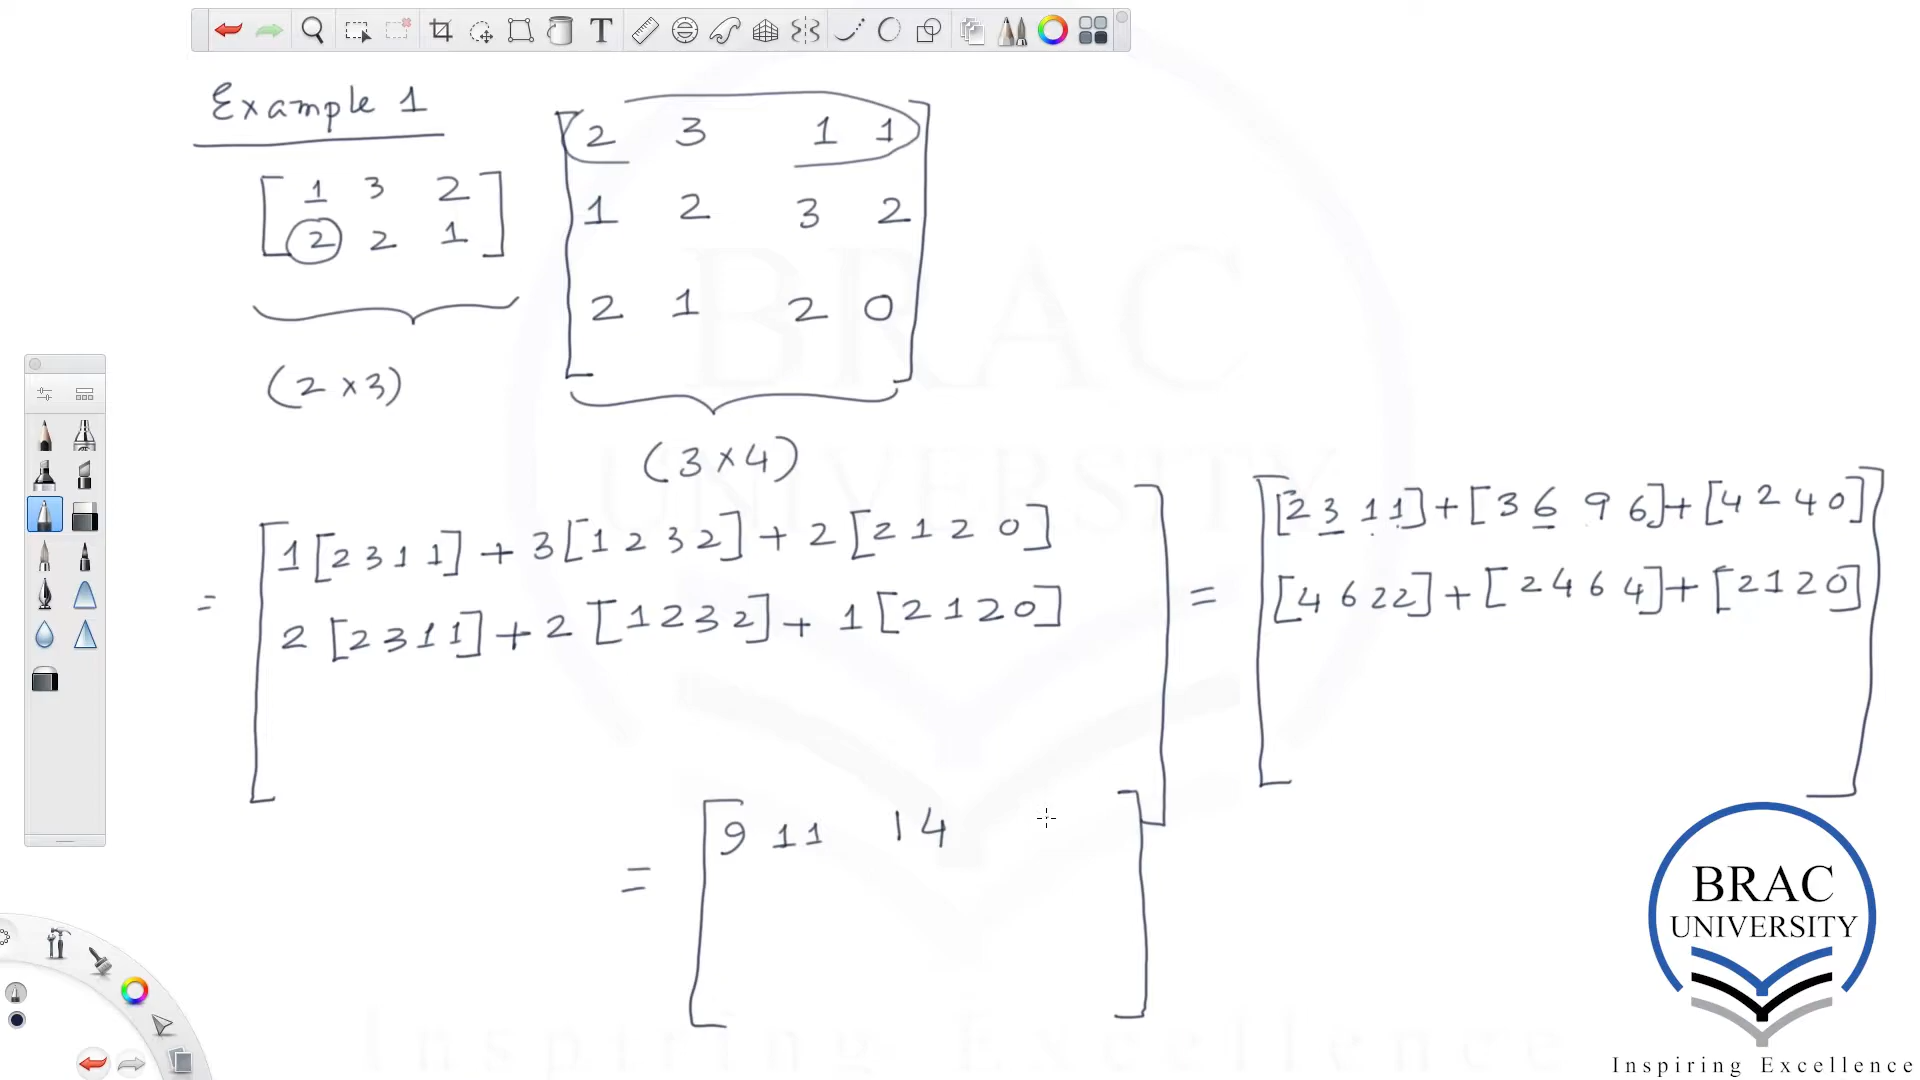 Example 1
[1 3 2
2 2 1]
(2 × 3)
[2 3 1 1
1 2 3 2
2 1 2 0]
(3 × 4)
= [1 [2 3 1 1] + 3 [1 2 3 2] + 2 [2 1 2 0]
2 [2 3 1 1] + 2 [1 2 3 2] + 1 [2 1 2 0]]
= [[2 3 1 1] + [3 6 9 6] + [4 2 4 0]
[4 6 2 2] + [2 4 6 4] + [2 1 2 0]]
= [9 11 14]
BRAC
UNIVERSITY
Inspiring Excellence
BRAC
UNIVERSITY
Inspiring Excellence